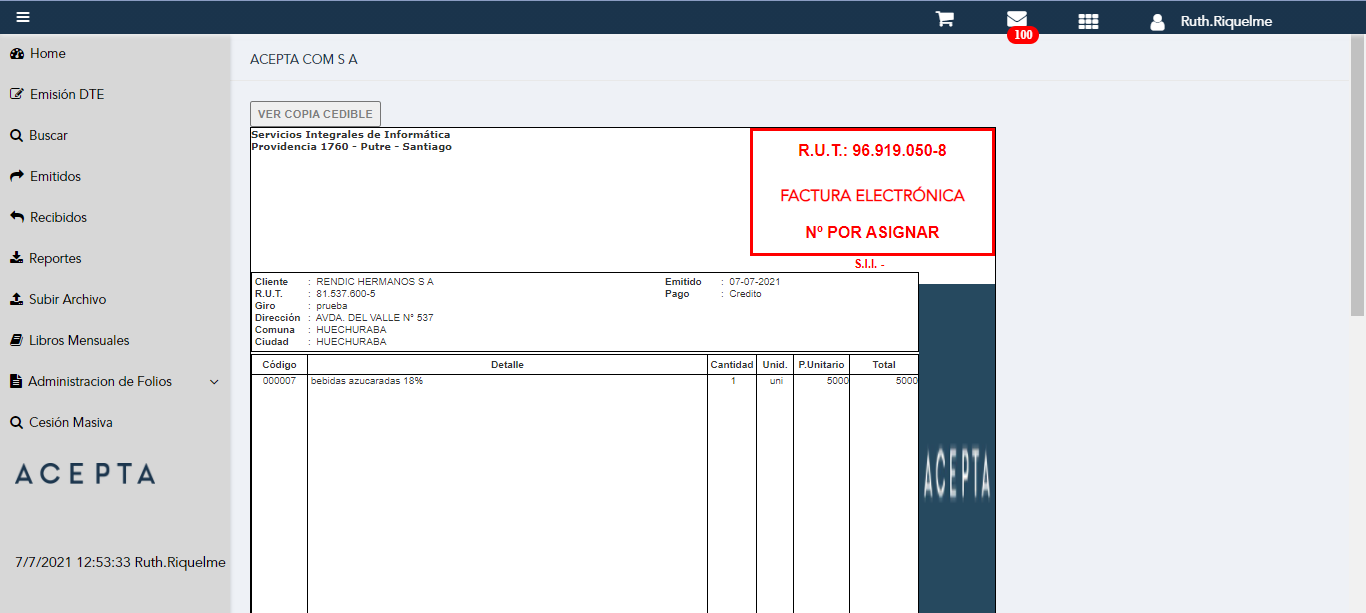 Ruth.Riquelme
100
Home
Emisión DTE
Buscar
Emitidos
Recibidos
Reportes
Subir Archivo
Libros Mensuales
Administracion de Folios
Cesión Masiva
ACEPTA
7/7/2021 12:53:33 Ruth.Riquelme
ACEPTA COM S A
VER COPIA CEDIBLE
Servicios Integrales de Informática
Providencia 1760 - Putre - Santiago
R.U.T.: 96.919.050-8
FACTURA ELECTRÓNICA
Nº POR ASIGNAR
S.I.I. -
Cliente : RENDIC HERMANOS S A Emitido : 07-07-2021
R.U.T. : 81.537.600-5 Pago : Credito
Giro : prueba
Dirección : AVDA. DEL VALLE N° 537
Comuna : HUECHURABA
Ciudad : HUECHURABA
Código Detalle Cantidad Unid. P.Unitario Total
000007 bebidas azucaradas 18% 1 uni 5000 5000
ACEPTA